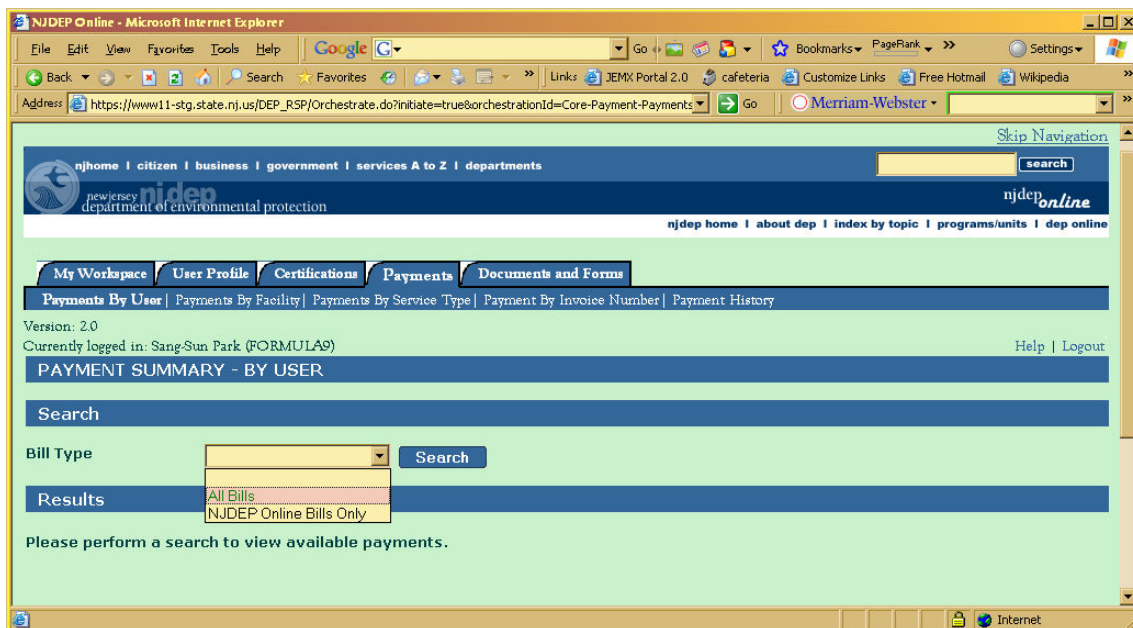 NJDEP Online - Microsoft Internet Explorer
File Edit View Favorites Tools Help Google G Go Bookmarks PageRank » Settings
Back Search Favorites » Links JEMX Portal 2.0 cafeteria Customize Links Free Hotmail Wikipedia »
Address https://www11-stg.state.nj.us/DEP_RSP/Orchestrate.do?initiate=true&orchestrationId=Core-Payment-Payments Go Merriam-Webster »
Skip Navigation
njhome | citizen | business | government | services A to Z | departments search
newjersey njdep
department of environmental protection njdep online
njdep home | about dep | index by topic | programs/units | dep online
My Workspace User Profile Certifications Payments Documents and Forms
Payments By User | Payments By Facility | Payments By Service Type | Payment By Invoice Number | Payment History
Version: 2.0
Currently logged in: Sang-Sun Park (FORMULA9) Help | Logout
PAYMENT SUMMARY - BY USER
Search
Bill Type Search
All Bills
Results
NJDEP Online Bills Only
Please perform a search to view available payments.
Internet